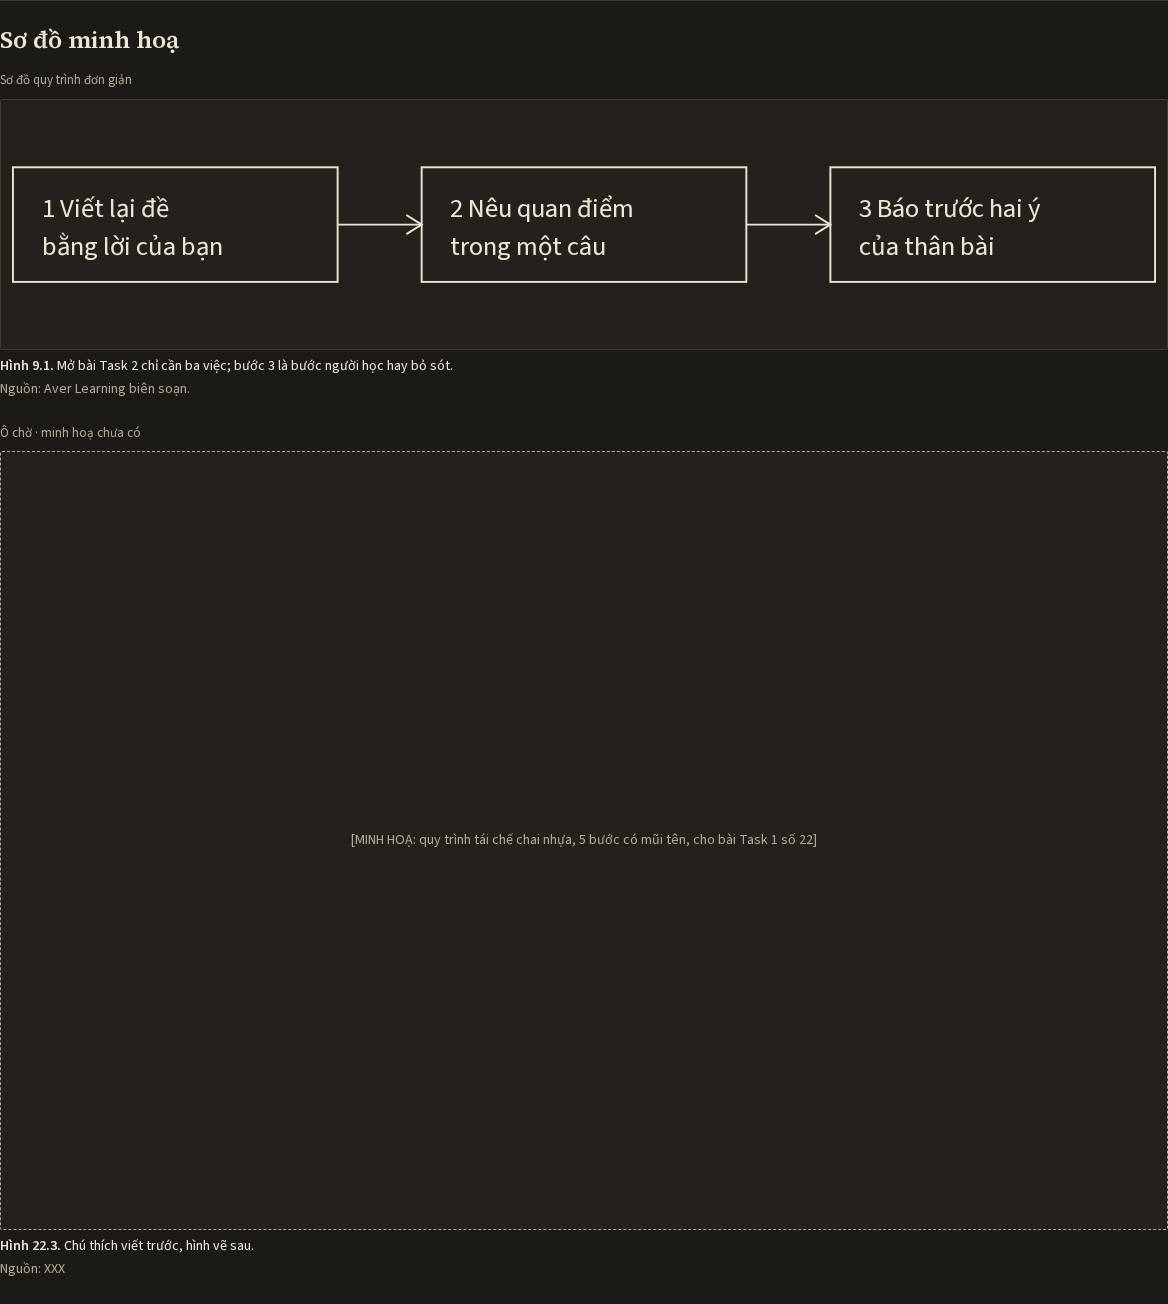 Sơ đồ minh hoạ
Sơ đồ quy trình đơn giản
1 Viết lại đề
bằng lời của bạn
2 Nêu quan điểm
trong một câu
3 Báo trước hai ý
của thân bài
Hình 9.1. Mở bài Task 2 chỉ cần ba việc; bước 3 là bước người học hay bỏ sót.
Nguồn: Aver Learning biên soạn.
Ô chờ · minh hoạ chưa có
[MINH HOẠ: quy trình tái chế chai nhựa, 5 bước có mũi tên, cho bài Task 1 số 22]
Hình 22.3. Chú thích viết trước, hình vẽ sau.
Nguồn: XXX